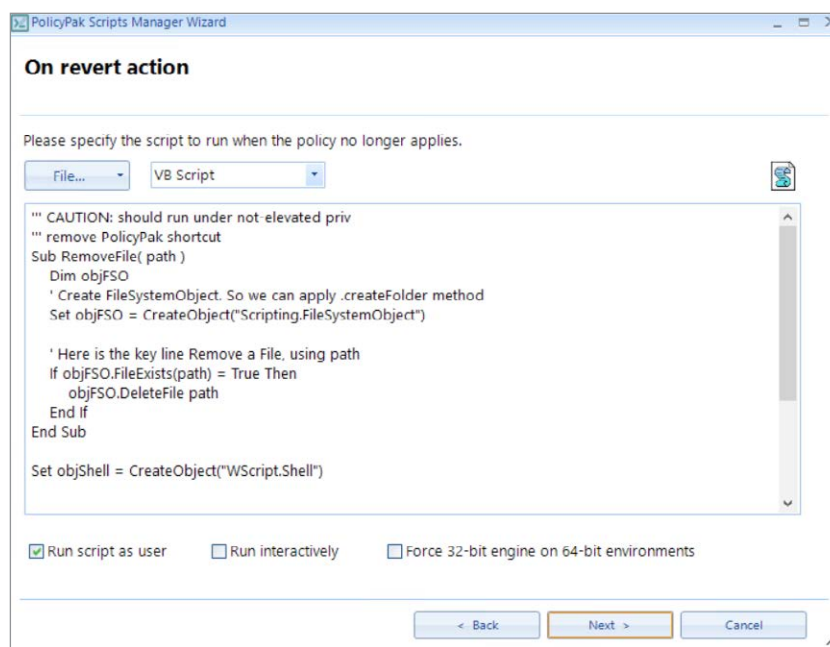 PolicyPak Scripts Manager Wizard
On revert action
Please specify the script to run when the policy no longer applies.
File... VB Script
''' CAUTION: should run under not-elevated priv
''' remove PolicyPak shortcut
Sub RemoveFile( path )
Dim objFSO
' Create FileSystemObject. So we can apply .createFolder method
Set objFSO = CreateObject("Scripting.FileSystemObject")
' Here is the key line Remove a File, using path
If objFSO.FileExists(path) = True Then
objFSO.DeleteFile path
End If
End Sub
Set objShell = CreateObject("WScript.Shell")
Run script as user Run interactively Force 32-bit engine on 64-bit environments
< Back Next > Cancel